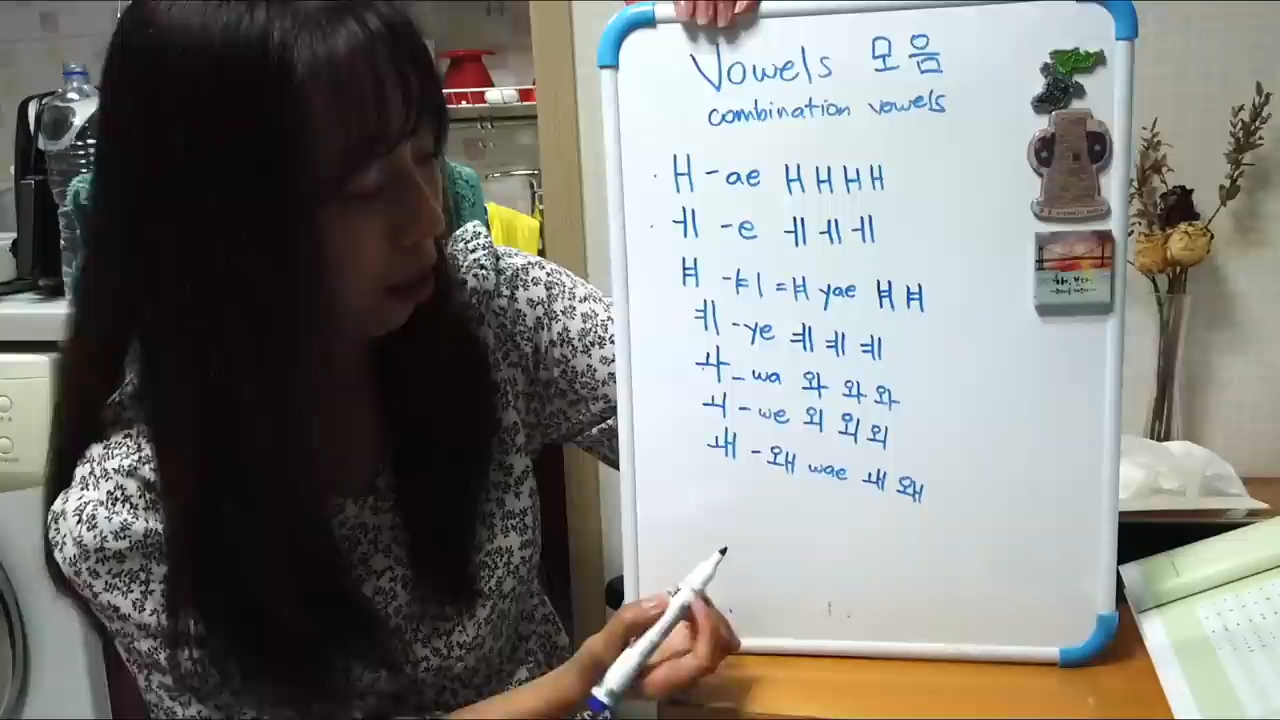 Vowels 모음
combination vowels
ㅐ - ae ㅐㅐㅐㅐ
ㅔ - e ㅔㅔㅔ
ㅒ - ㅑㅣ = ㅒ yae ㅒㅒ
ㅖ - ye ㅖㅖㅖ
ㅘ - wa 와 와 와
ㅚ - we 외 외 외
ㅙ - 왜 wae ㅙ 왜